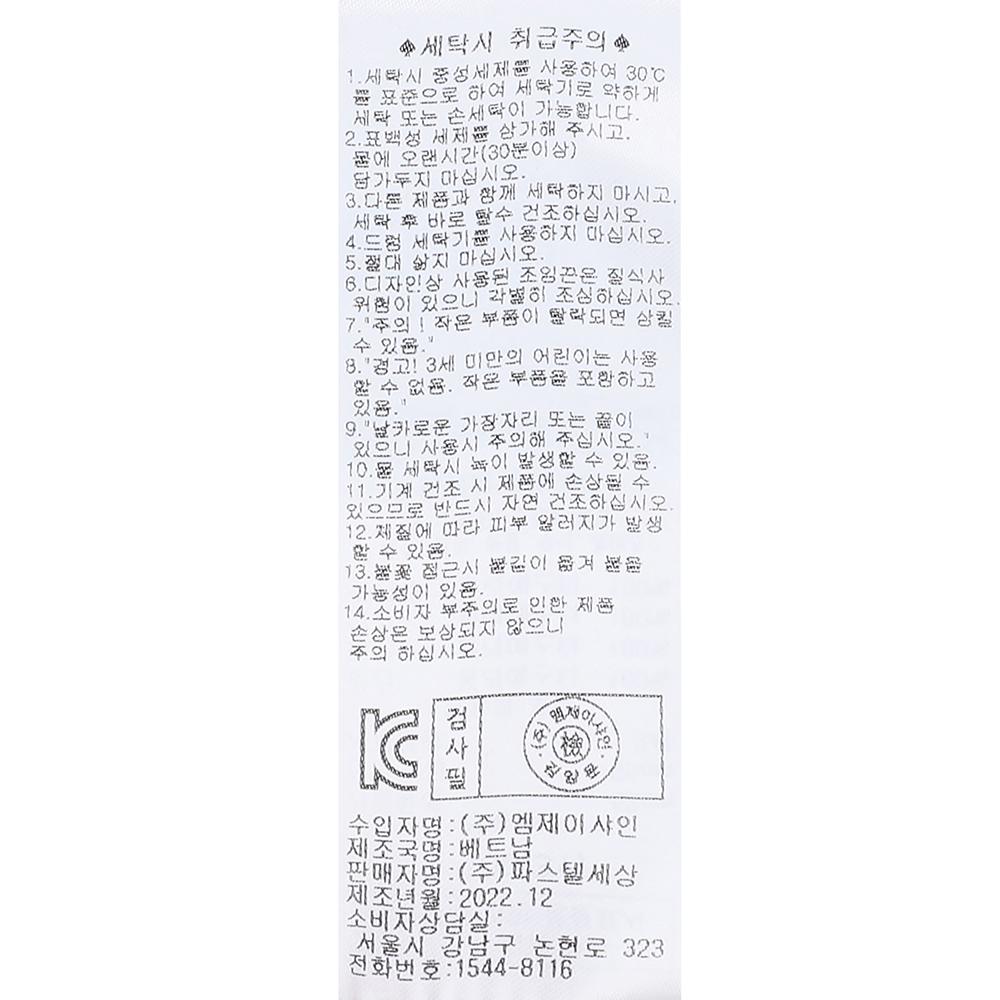 ♠세탁시 취급주의♠
1.세탁시 중성세제를 사용하여 30℃
를 표준으로 하여 세탁기로 약하게
세탁 또는 손세탁이 가능합니다.
2.표백성 세제를 삼가해 주시고.
물에 오랜시간(30분이상)
담가두지 마십시오.
3.다른 제품과 함께 세탁하지 마시고,
세탁 후 바로 탈수 건조하십시오.
4.드럼 세탁기를 사용하지 마십시오.
5.절대 삶지 마십시오.
6.디자인상 사용된 조임끈은 질식사
위험이 있으니 각별히 조심하십시오.
7."주의! 작은 부품이 탈락되면 삼킬
수 있음."
8."경고! 3세 미만의 어린이는 사용
할 수 없음. 작은 부품을 포함하고
있음."
9."날카로운 가장자리 또는 끝이
있으니 사용시 주의해 주십시오."
10.물 세탁시 녹이 발생할 수 있음.
11.기계 건조 시 제품에 손상될 수
있으므로 반드시 자연 건조하십시오.
12.체질에 따라 피부 알러지가 발생
할 수 있음.
13.불꽃 접근시 불길이 옮겨 붙을
가능성이 있음.
14.소비자 부주의로 인한 제품
손상은 보상되지 않으니
주의 하십시오.
KC
검사필
(주)엠제이샤인
檢
수입자명:(주)엠제이샤인
제조국명:베트남
판매자명:(주)파스텔세상
제조년월:2022.12
소비자상담실:
서울시 강남구 논현로 323
전화번호:1544-8116